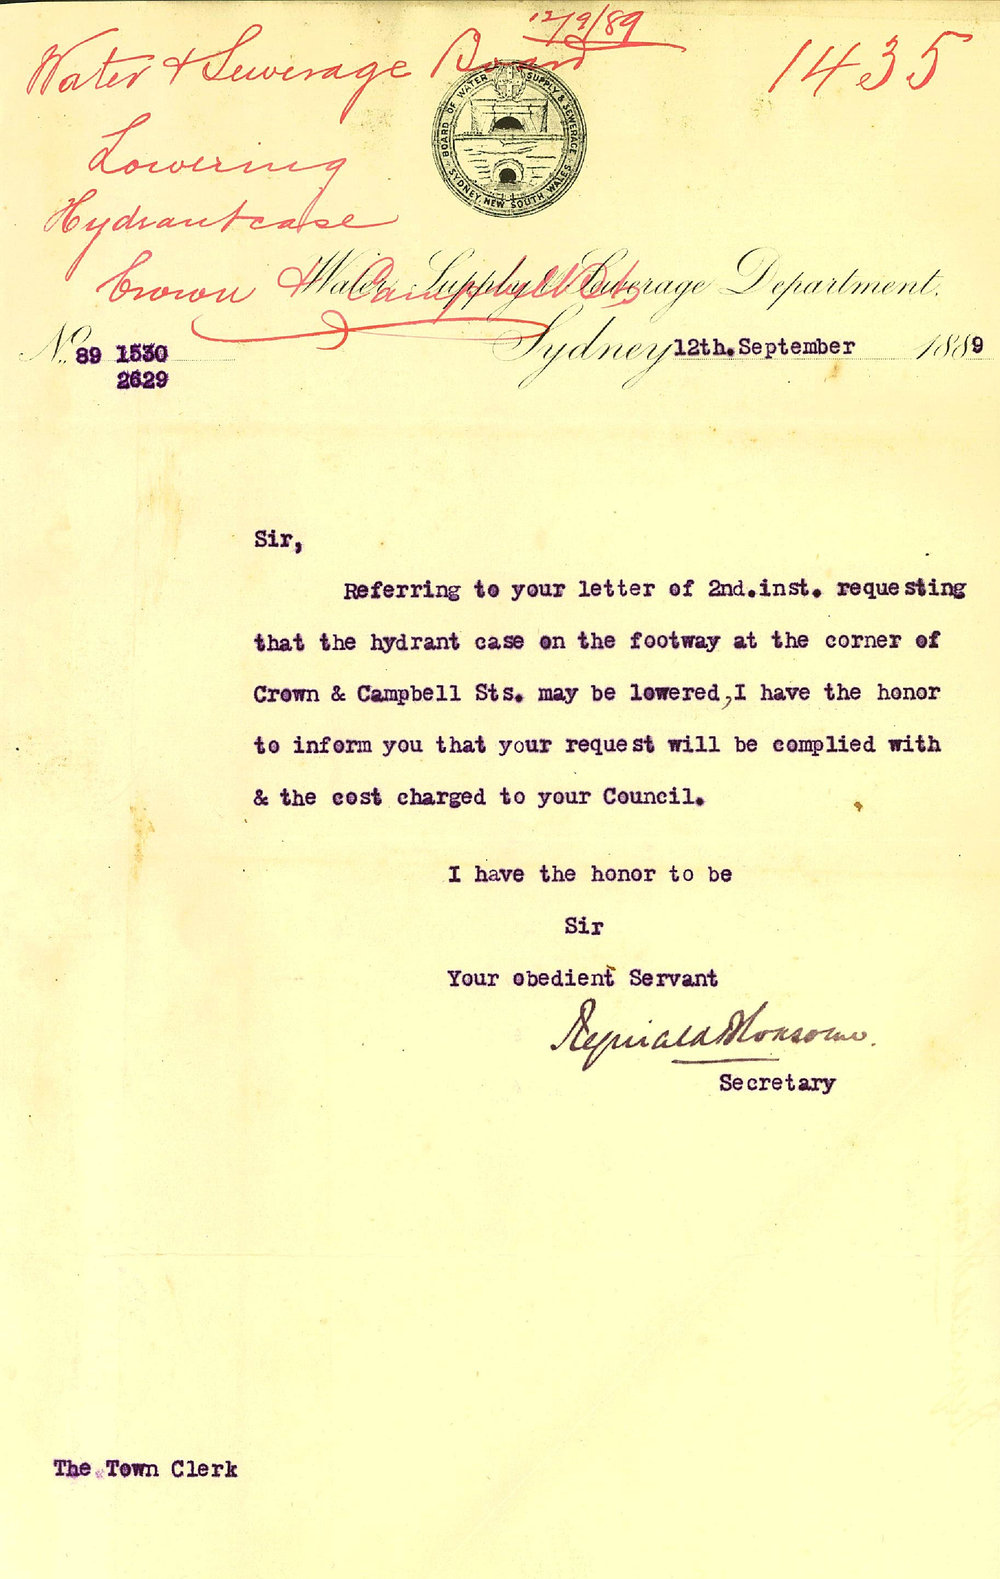 12/9/89
Water & Sewerage Board
1435
BOARD OF WATER SUPPLY & SEWERAGE
SYDNEY, NEW SOUTH WALES
Lowering
Hydrant case
Crown & Campbell Sts
Water Supply & Sewerage Department.
No. 89 1530
2629
Sydney 12th.September 1889
Sir,
Referring to your letter of 2nd.inst. requesting
that the hydrant case on the footway at the corner of
Crown & Campbell Sts. may be lowered,I have the honor
to inform you that your request will be complied with
& the cost charged to your Council.
I have the honor to be
Sir
Your obedient Servant
Reginald
Secretary
The Town Clerk